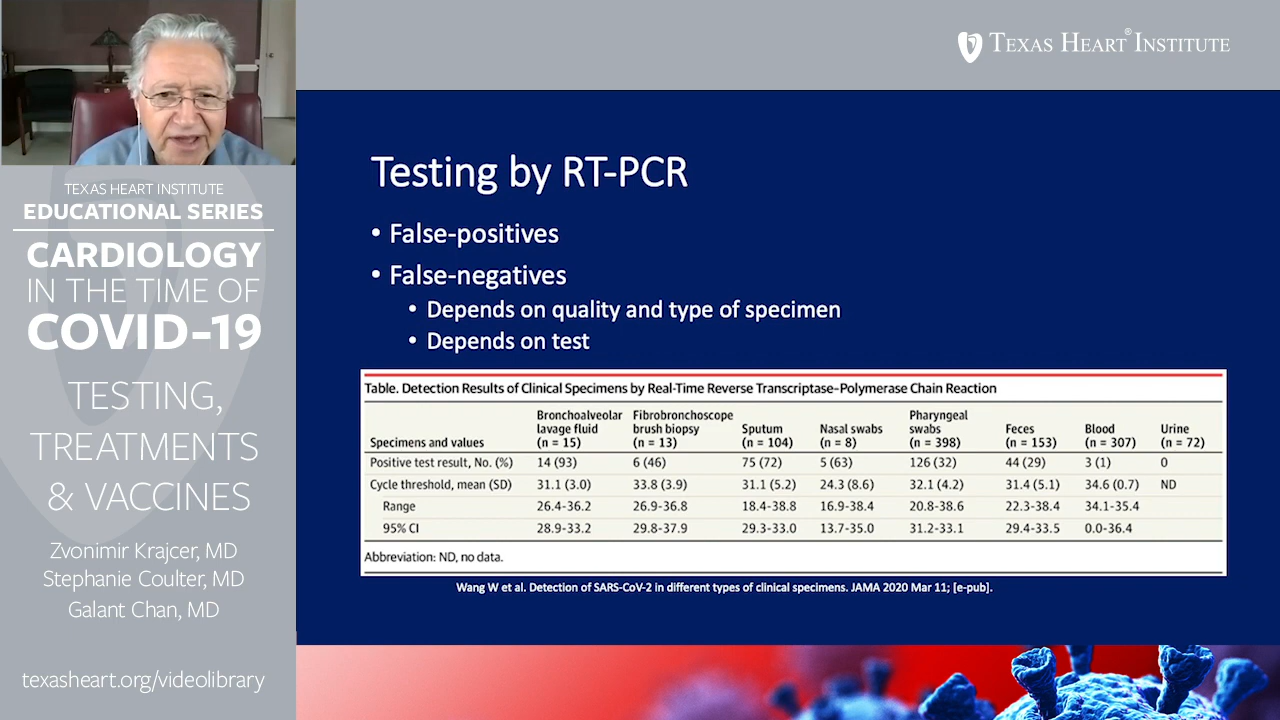 TEXAS HEART® INSTITUTE
TEXAS HEART INSTITUTE
EDUCATIONAL SERIES
CARDIOLOGY
IN THE TIME OF
COVID-19
TESTING,
TREATMENTS
& VACCINES
Zvonimir Krajcer, MD
Stephanie Coulter, MD
Galant Chan, MD
texasheart.org/videolibrary
Testing by RT-PCR
• False-positives
• False-negatives
• Depends on quality and type of specimen
• Depends on test
Table. Detection Results of Clinical Specimens by Real-Time Reverse Transcriptase–Polymerase Chain Reaction
Specimens and values Bronchoalveolar lavage fluid (n = 15) Fibrobronchoscope brush biopsy (n = 13) Sputum (n = 104) Nasal swabs (n = 8) Pharyngeal swabs (n = 398) Feces (n = 153) Blood (n = 307) Urine (n = 72)
Positive test result, No. (%) 14 (93) 6 (46) 75 (72) 5 (63) 126 (32) 44 (29) 3 (1) 0
Cycle threshold, mean (SD) 31.1 (3.0) 33.8 (3.9) 31.1 (5.2) 24.3 (8.6) 32.1 (4.2) 31.4 (5.1) 34.6 (0.7) ND
Range 26.4-36.2 26.9-36.8 18.4-38.8 16.9-38.4 20.8-38.6 22.3-38.4 34.1-35.4
95% CI 28.9-33.2 29.8-37.9 29.3-33.0 13.7-35.0 31.2-33.1 29.4-33.5 0.0-36.4
Abbreviation: ND, no data.
Wang W et al. Detection of SARS-CoV-2 in different types of clinical specimens. JAMA 2020 Mar 11; [e-pub].